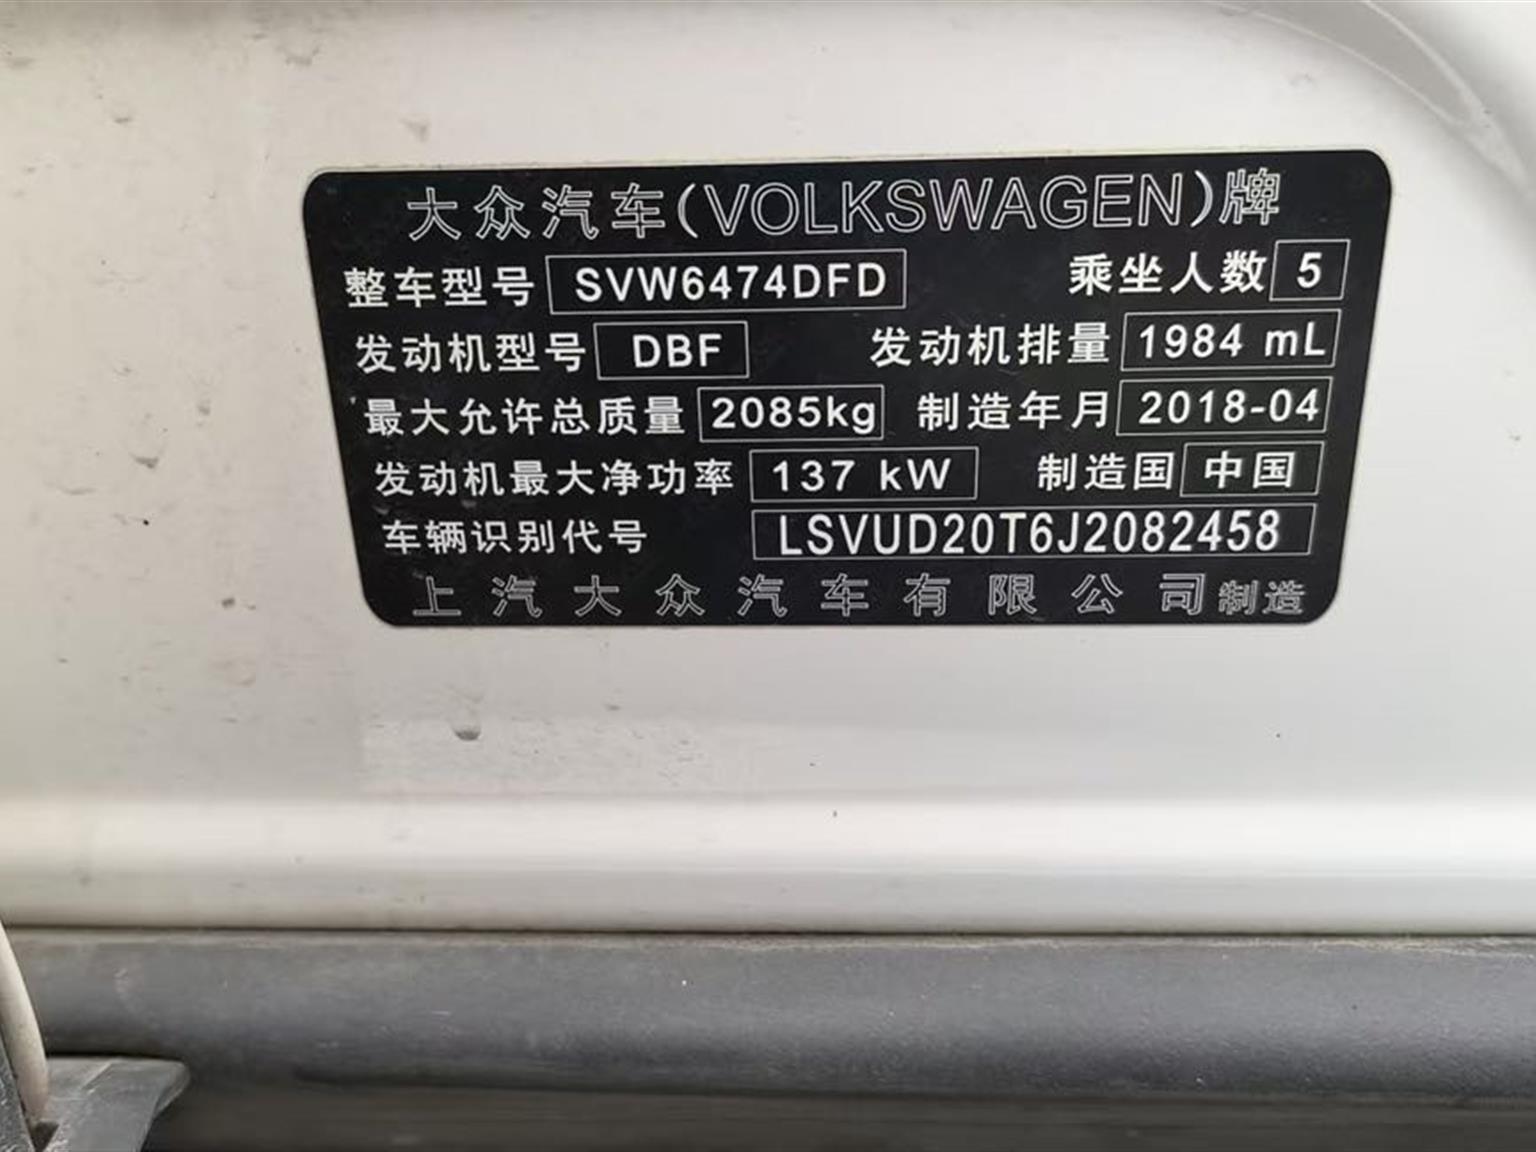 大众汽车(VOLKSWAGEN)牌
整车型号 SVW6474DFD 乘坐人数 5
发动机型号 DBF 发动机排量 1984 mL
最大允许总质量 2085kg 制造年月 2018-04
发动机最大净功率 137 kW 制造国 中国
车辆识别代号 LSVUD20T6J2082458
上汽大众汽车有限公司制造